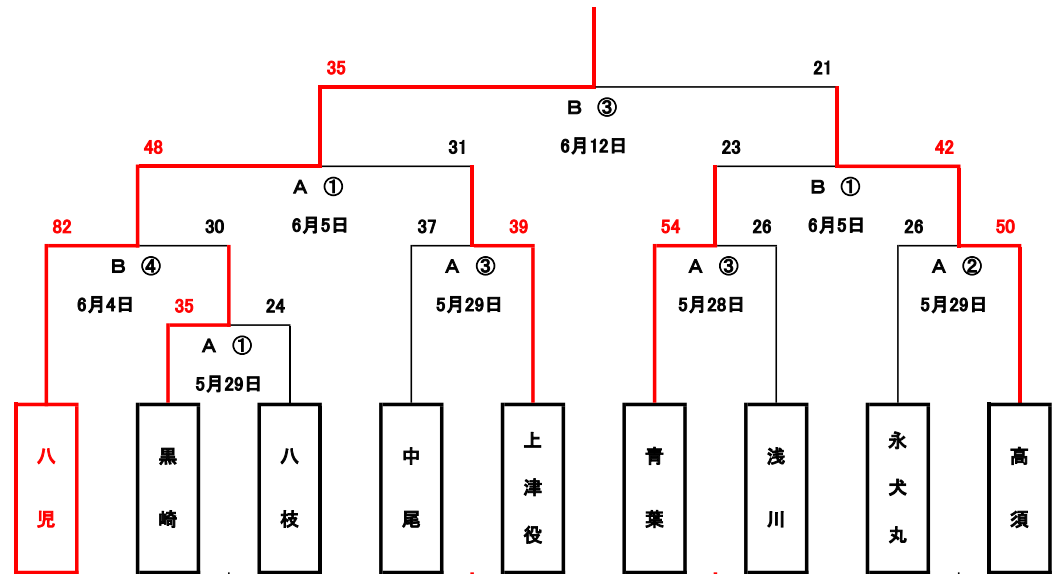 35 21
B ③
6月12日
48 31 23 42
A ① B ①
6月5日 6月5日
82 30 37 39 54 26 26 50
B ④ A ③ A ③ A ②
6月4日 5月29日 5月28日 5月29日
35 24
A ①
5月29日
八児
黒崎
八枝
中尾
上津役
青葉
浅川
永犬丸
高須